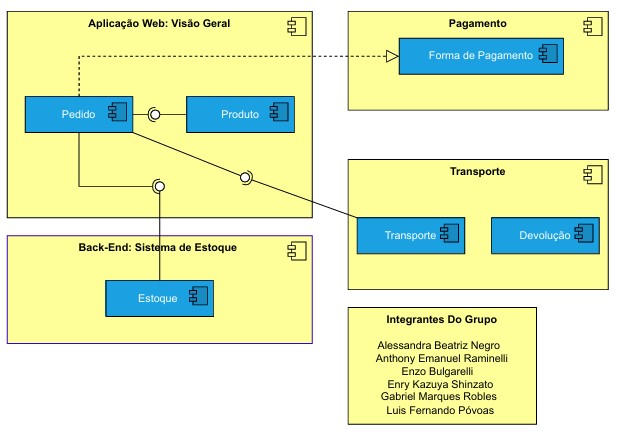 Aplicação Web: Visão Geral
Pedido
Produto
Pagamento
Forma de Pagamento
Transporte
Transporte
Devolução
Back-End: Sistema de Estoque
Estoque
Integrantes Do Grupo
Alessandra Beatriz Negro
Anthony Emanuel Raminelli
Enzo Bulgarelli
Enry Kazuya Shinzato
Gabriel Marques Robles
Luis Fernando Póvoas